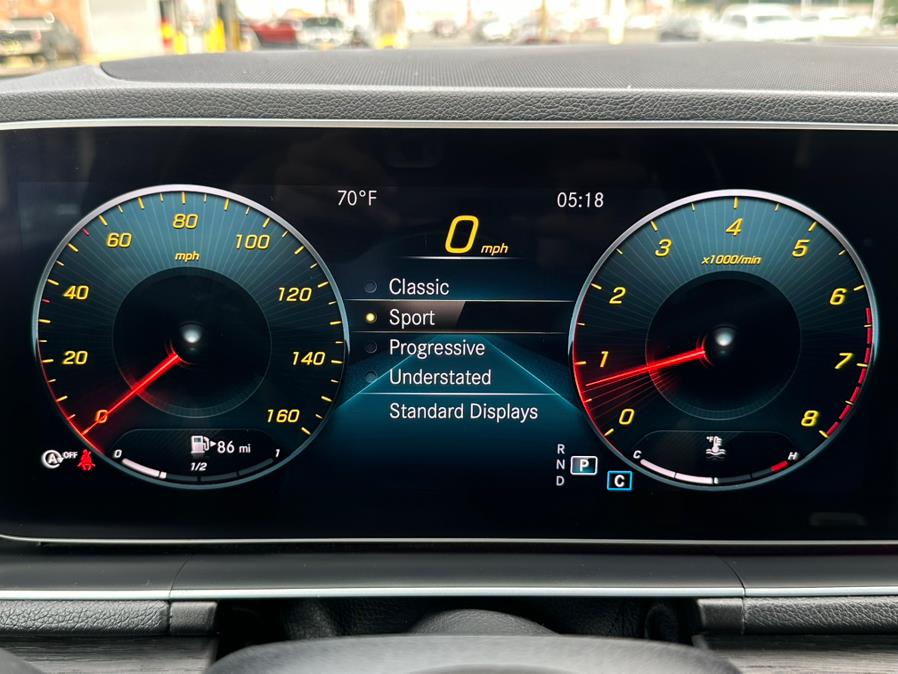 70°F
05:18
0 mph
Classic
Sport
Progressive
Understated
Standard Displays
0
20
40
60
80
100
120
140
160
mph
A OFF
86 mi
0 1/2 1
0
1
2
3
4
5
6
7
8
x1000/min
°F
C H
R
N P
D
C